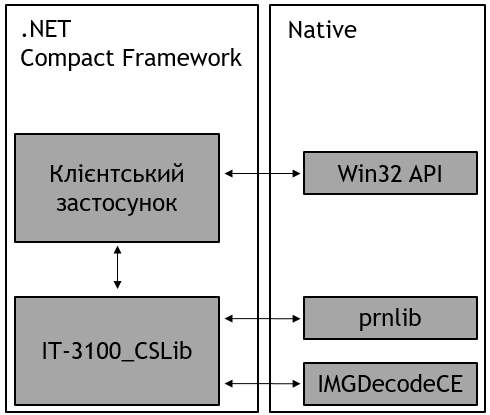 .NET
Compact Framework
Native
Клієнтський
застосунок
Win32 API
IT-3100_CSLib
prnlib
IMGDecodeCE